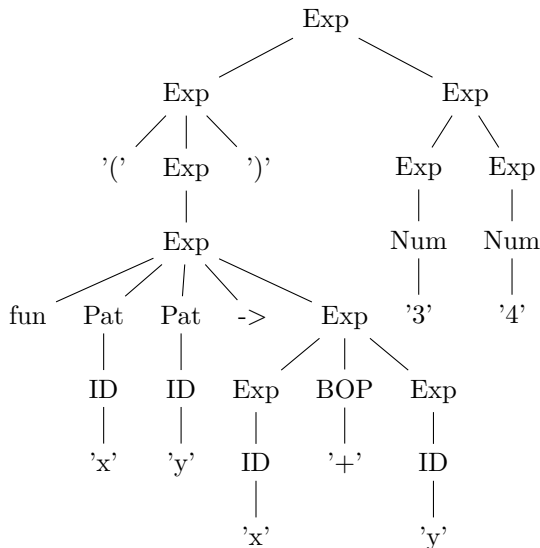 Exp
Exp Exp
'(' Exp ')' Exp Exp
Exp Num Num
fun Pat Pat -> Exp '3' '4'
ID ID Exp BOP Exp
'x' 'y' ID '+' ID
'x' 'y'